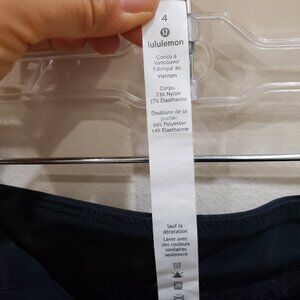 4
lululemon
Conçu à
Vancouver
Fabriqué au
Vietnam
Corps:
73% Nylon
27% Élasthanne
Doublure de la
poche:
86% Polyester
14% Élasthanne
Sauf la
décoration
Laver avec
des couleurs
similaires
seulement